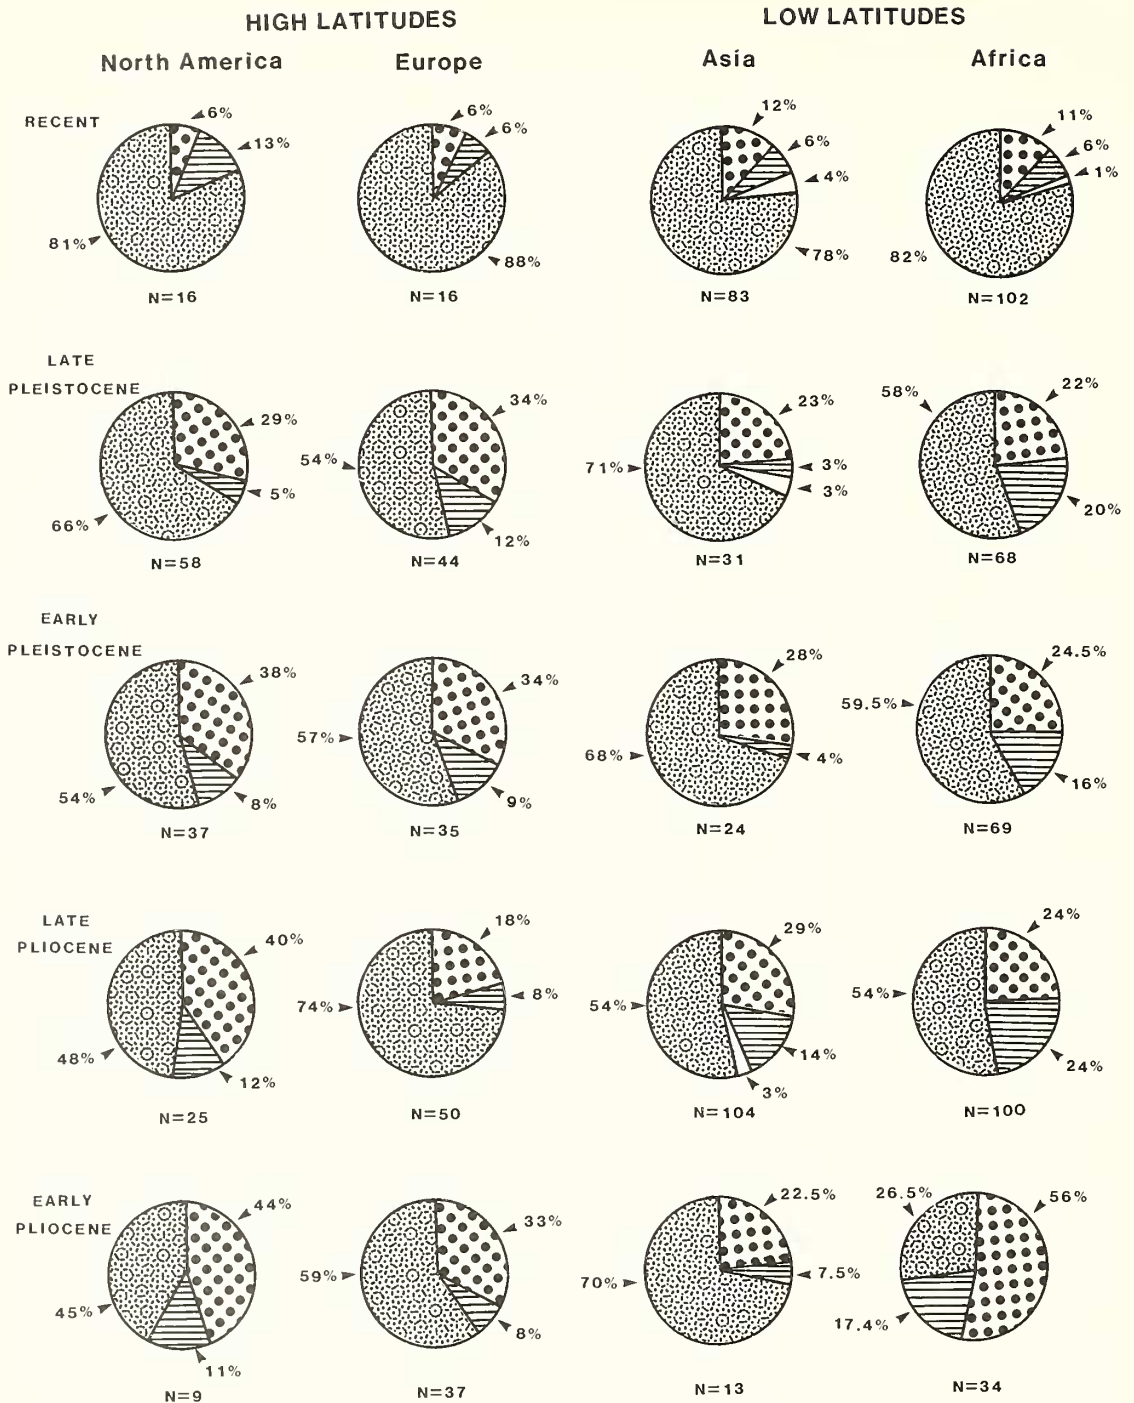 HIGH LATITUDES LOW LATITUDES
North America Europe Asia Africa
RECENT
6% 13% 81% N=16
6% 6% 88% N=16
12% 6% 4% 78% N=83
11% 6% 1% 82% N=102
LATE
PLEISTOCENE
29% 5% 66% N=58
34% 12% 54% N=44
23% 3% 3% 71% N=31
22% 20% 58% N=68
EARLY
PLEISTOCENE
38% 8% 54% N=37
34% 9% 57% N=35
28% 4% 68% N=24
24.5% 16% 59.5% N=69
LATE
PLIOCENE
40% 12% 48% N=25
18% 8% 74% N=50
29% 14% 3% 54% N=104
24% 24% 54% N=100
EARLY
PLIOCENE
44% 11% 45% N=9
33% 8% 59% N=37
22.5% 7.5% 70% N=13
56% 17.4% 26.5% N=34